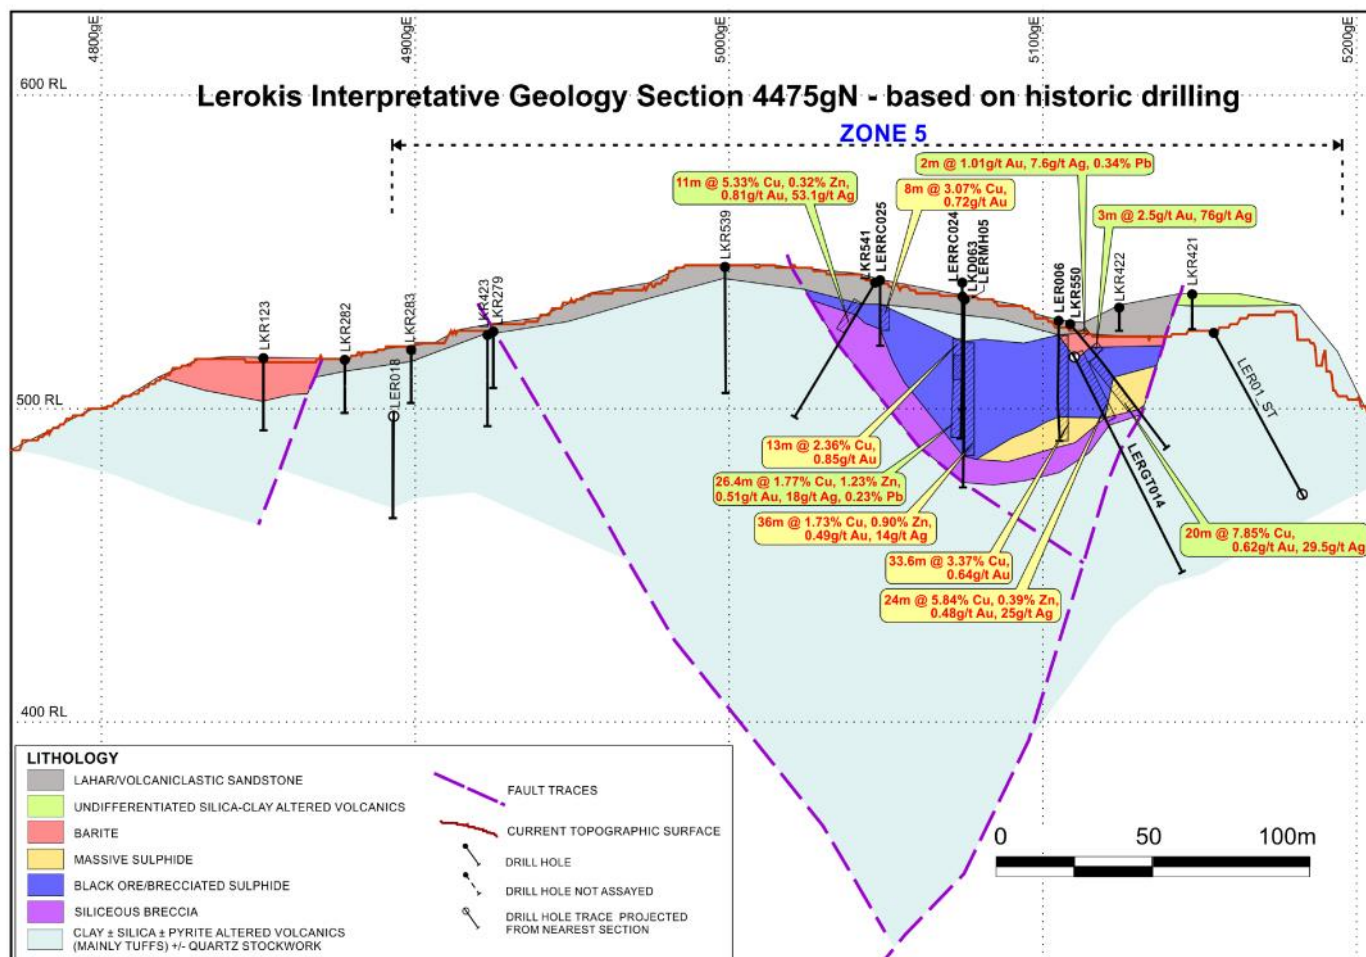 4800gE
4900gE
5000gE
5100gE
5200gE
600 RL
Lerokis Interpretative Geology Section 4475gN - based on historic drilling
ZONE 5
2m @ 1.01g/t Au, 7.6g/t Ag, 0.34% Pb
11m @ 5.33% Cu, 0.32% Zn,
0.81g/t Au, 53.1g/t Ag
8m @ 3.07% Cu,
0.72g/t Au
3m @ 2.5g/t Au, 76g/t Ag
LKR123
LKR282
LKR283
LER018
LKR423
LKR279
LKR539
LKR541
LERRC025
LERRC024
LKD063
LERMH05
LER006
LKR550
LKR422
LKR421
LER01_ST
LERGT014
500 RL
13m @ 2.36% Cu,
0.85g/t Au
26.4m @ 1.77% Cu, 1.23% Zn,
0.51g/t Au, 18g/t Ag, 0.23% Pb
36m @ 1.73% Cu, 0.90% Zn,
0.49g/t Au, 14g/t Ag
33.6m @ 3.37% Cu,
0.64g/t Au
24m @ 5.84% Cu, 0.39% Zn,
0.48g/t Au, 25g/t Ag
20m @ 7.85% Cu,
0.62g/t Au, 29.5g/t Ag
400 RL
LITHOLOGY
LAHAR/VOLCANICLASTIC SANDSTONE
UNDIFFERENTIATED SILICA-CLAY ALTERED VOLCANICS
BARITE
MASSIVE SULPHIDE
BLACK ORE/BRECCIATED SULPHIDE
SILICEOUS BRECCIA
CLAY ± SILICA ± PYRITE ALTERED VOLCANICS
(MAINLY TUFFS) +/- QUARTZ STOCKWORK
FAULT TRACES
CURRENT TOPOGRAPHIC SURFACE
DRILL HOLE
DRILL HOLE NOT ASSAYED
DRILL HOLE TRACE PROJECTED
FROM NEAREST SECTION
0 50 100m